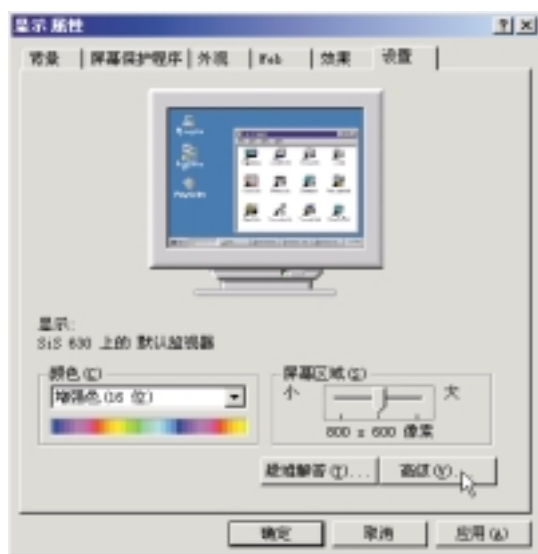 显示 属性
背景 屏幕保护程序 外观 Web 效果 设置
显示:
SiS 630 上的 默认监视器
颜色(C)
增强色(16 位)
屏幕区域(S)
小 大
800 x 600 像素
疑难解答(T)... 高级(V)...
确定 取消 应用(A)